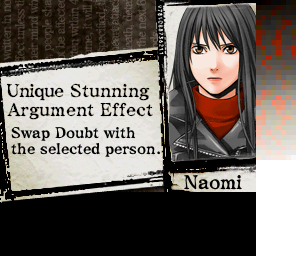 Unique Stunning
Argument Effect
Swap Doubt with
the selected person.
Naomi